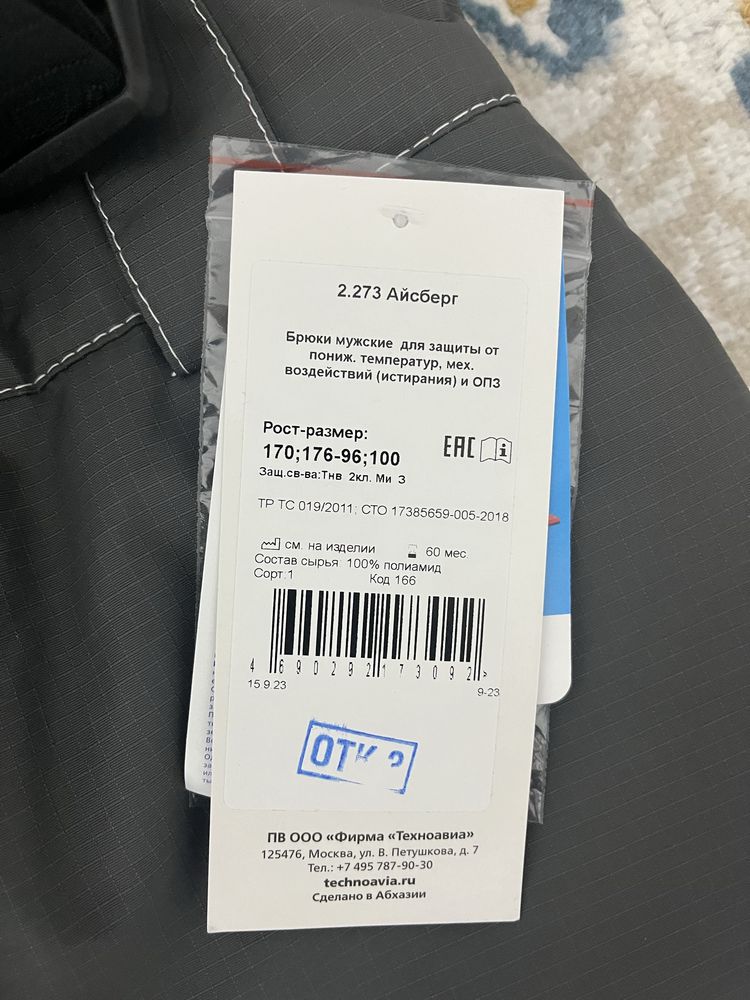 2.273 Айсберг
Брюки мужские для защиты от
пониж. температур, мех.
воздействий (истирания) и ОПЗ
Рост-размер:
170;176-96;100
EAC
Защ.св-ва:Тнв 2кл. Ми З
ТР ТС 019/2011; СТО 17385659-005-2018
см. на изделии 60 мес.
Состав сырья 100% полиамид
Сорт.1 Код 166
4 690292 173092 >
15.9.23 9-23
ОТК
ПВ ООО «Фирма «Техноавиа»
125476, Москва, ул. В. Петушкова, д. 7
Тел.: +7 495 787-90-30
technoavia.ru
Сделано в Абхазии